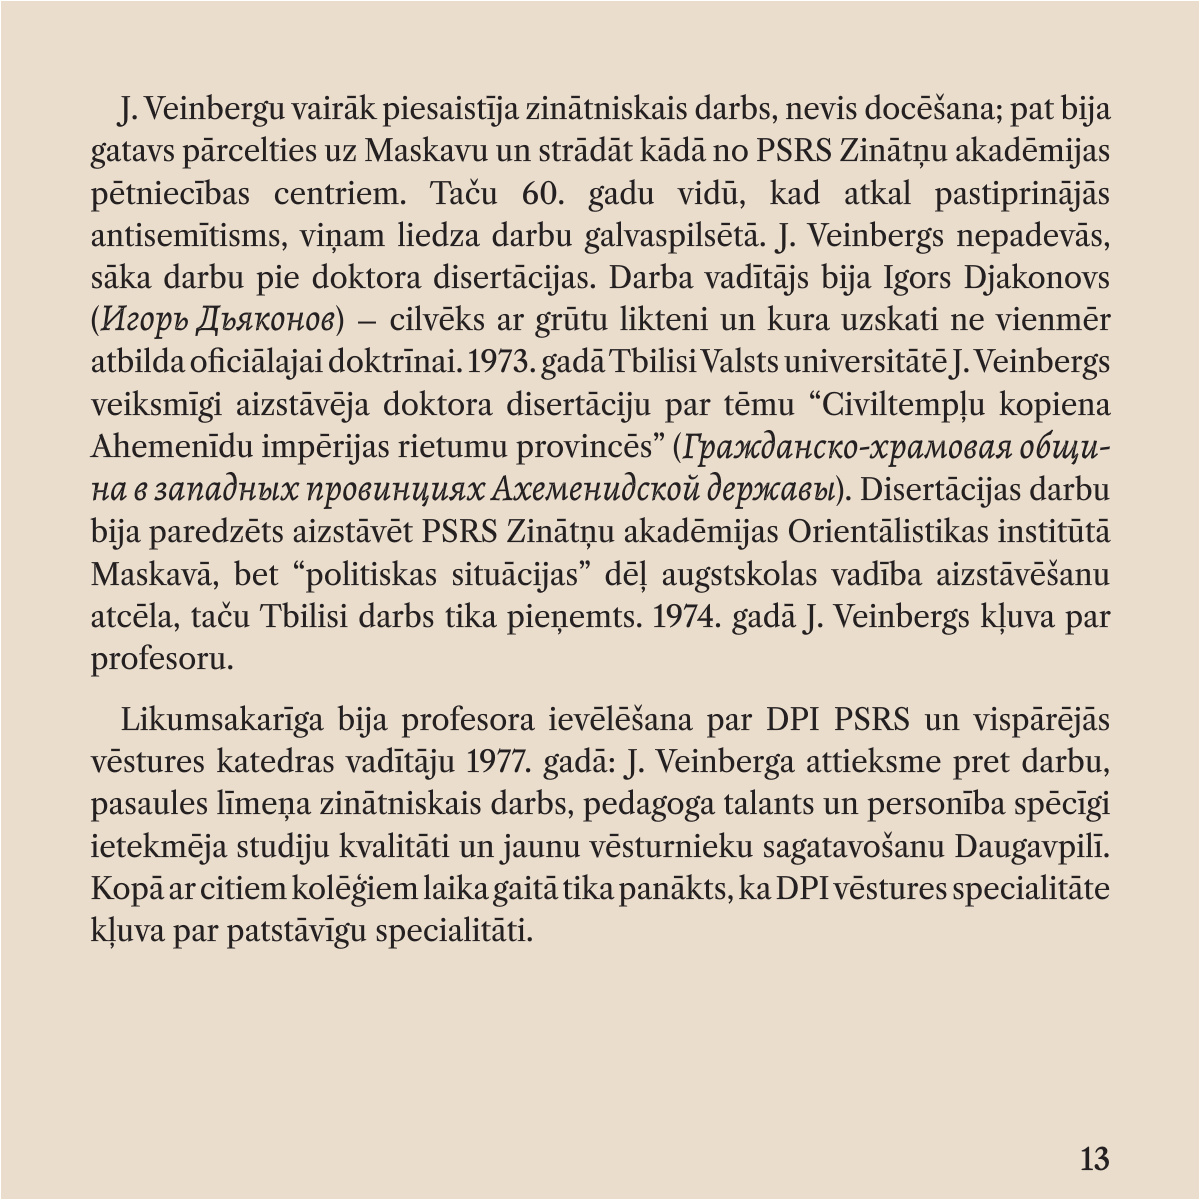 J. Veinbergu vairāk piesaistīja zinātniskais darbs, nevis docēšana; pat bija
gatavs pārcelties uz Maskavu un strādāt kādā no PSRS Zinātņu akadēmijas
pētniecības centriem. Taču 60. gadu vidū, kad atkal pastiprinājās
antisemītisms, viņam liedza darbu galvaspilsētā. J. Veinbergs nepadevās,
sāka darbu pie doktora disertācijas. Darba vadītājs bija Igors Djakonovs
(Игорь Дьяконов) – cilvēks ar grūtu likteni un kura uzskati ne vienmēr
atbilda oficiālajai doktrīnai. 1973. gadā Tbilisi Valsts universitātē J. Veinbergs
veiksmīgi aizstāvēja doktora disertāciju par tēmu “Civiltempļu kopiena
Ahemenīdu impērijas rietumu provincēs” (Гражданско-храмовая общи-
на в западных провинциях Ахеменидской державы). Disertācijas darbu
bija paredzēts aizstāvēt PSRS Zinātņu akadēmijas Orientālistikas institūtā
Maskavā, bet “politiskas situācijas” dēļ augstskolas vadība aizstāvēšanu
atcēla, taču Tbilisi darbs tika pieņemts. 1974. gadā J. Veinbergs kļuva par
profesoru.
Likumsakarīga bija profesora ievēlēšana par DPI PSRS un vispārējās
vēstures katedras vadītāju 1977. gadā: J. Veinberga attieksme pret darbu,
pasaules līmeņa zinātniskais darbs, pedagoga talants un personība spēcīgi
ietekmēja studiju kvalitāti un jaunu vēsturnieku sagatavošanu Daugavpilī.
Kopā ar citiem kolēģiem laika gaitā tika panākts, ka DPI vēstures specialitāte
kļuva par patstāvīgu specialitāti.
13